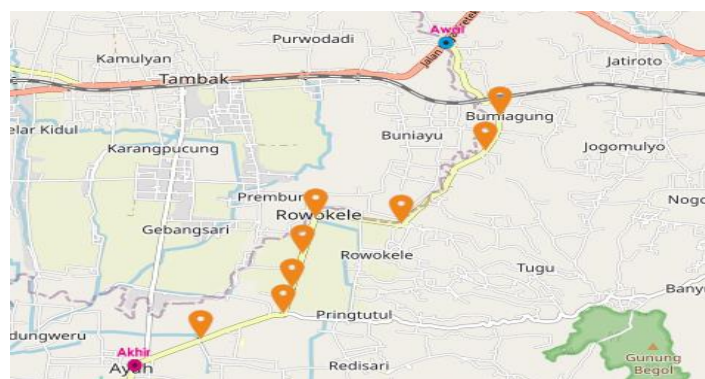 Purwodadi
Awal
Kamulyan
Jatiroto
Tambak
Bumiagung
Buniayu
Karangpucung
Jogomulyo
Rowokele
Gebangsari
Rowokele
Tugu
Pringtutul
Akhir
Redisari
Gunung
Begol